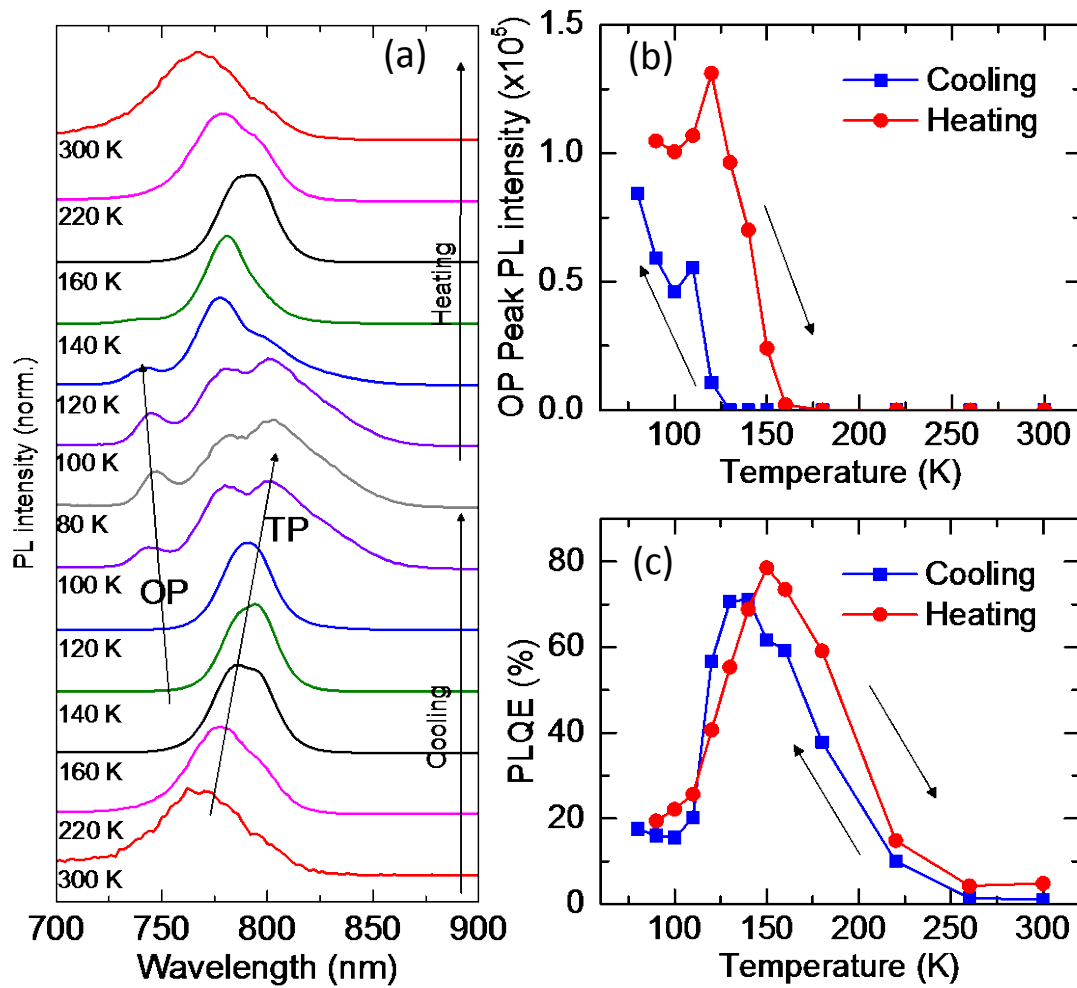 (a)
300 K
220 K
160 K
140 K
120 K
100 K
80 K
100 K
120 K
140 K
160 K
220 K
300 K
OP
TP
Heating
Cooling
PL intensity (norm.)
700 750 800 850 900
Wavelength (nm)
(b)
Cooling
Heating
OP Peak PL intensity (x10⁵)
1.5
1.0
0.5
0.0
100 150 200 250 300
Temperature (K)
(c)
Cooling
Heating
PLQE (%)
80
60
40
20
0
100 150 200 250 300
Temperature (K)